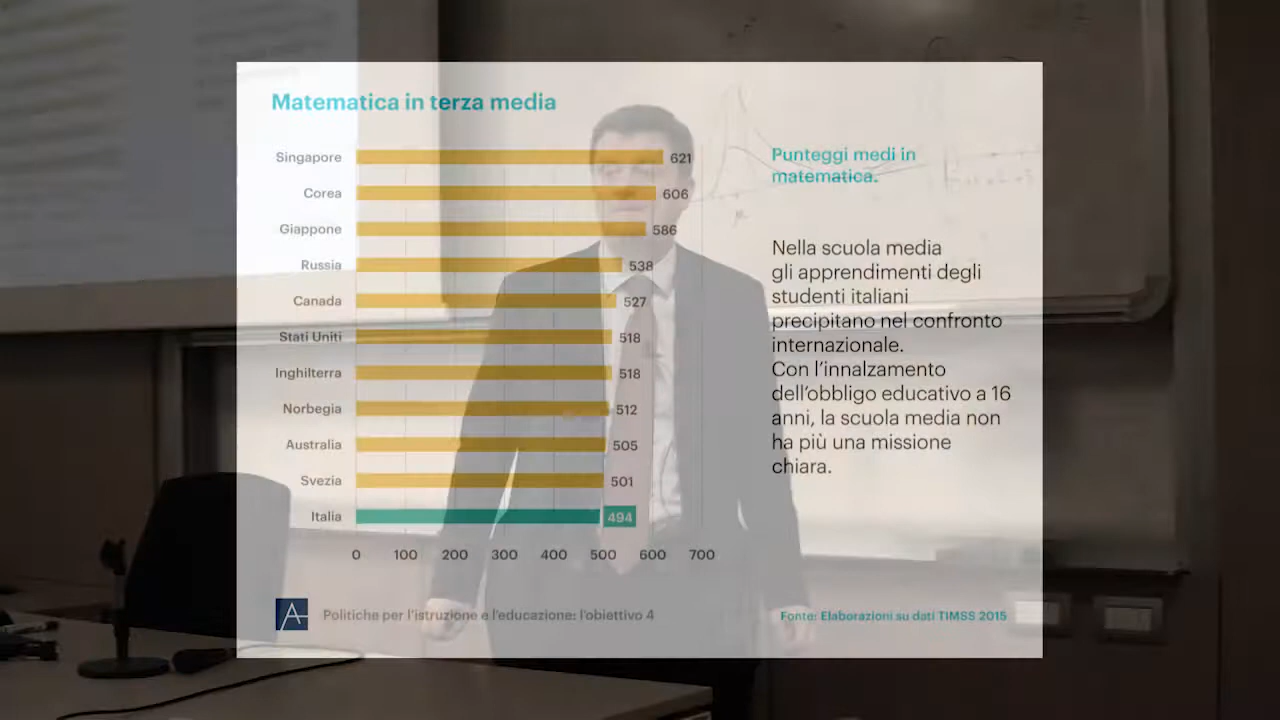 Matematica in terza media
Singapore 621
Corea 606
Giappone 586
Russia 538
Canada 527
Stati Uniti 518
Inghilterra 518
Norbegia 512
Australia 505
Svezia 501
Italia 494
0 100 200 300 400 500 600 700
Punteggi medi in
matematica.
Nella scuola media
gli apprendimenti degli
studenti italiani
precipitano nel confronto
internazionale.
Con l'innalzamento
dell'obbligo educativo a 16
anni, la scuola media non
ha più una missione
chiara.
A Politiche per l'istruzione e l'educazione: l'obiettivo 4
Fonte: Elaborazioni su dati TIMSS 2015